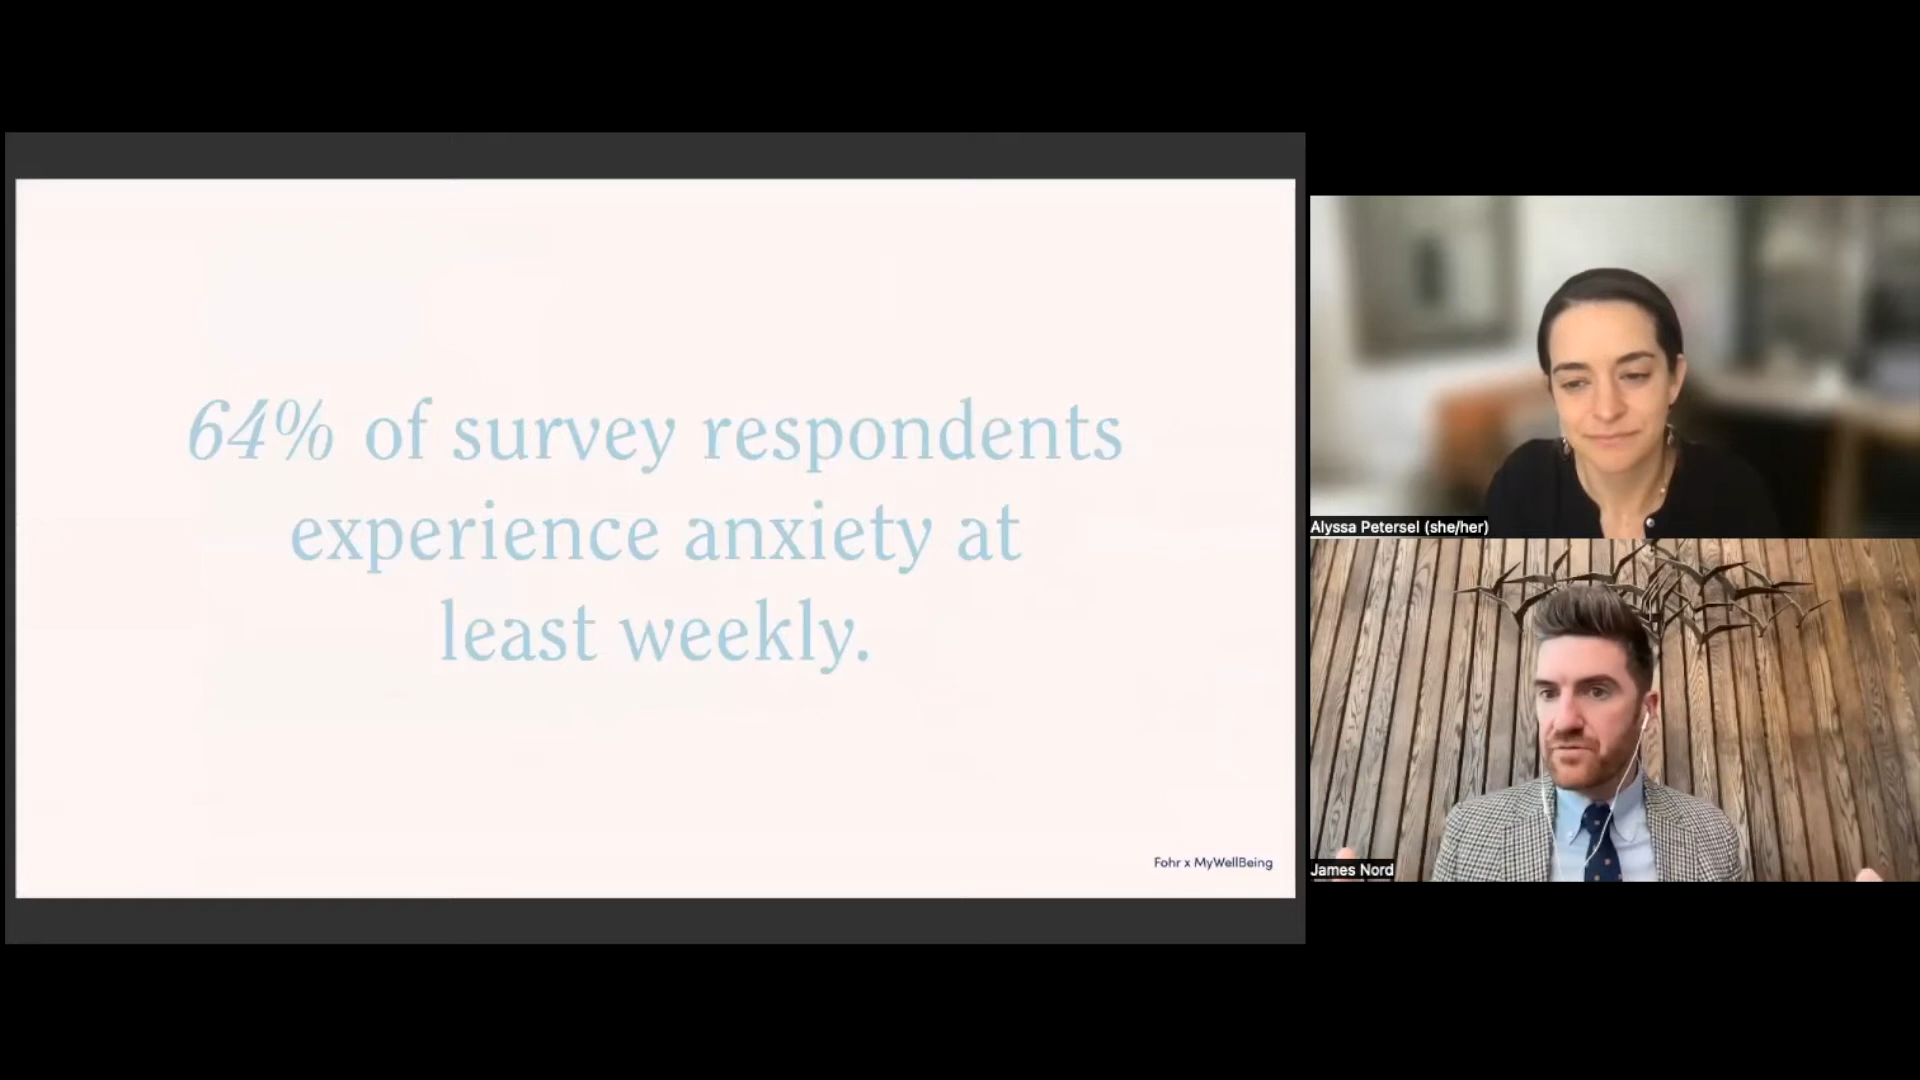 64% of survey respondents
experience anxiety at
least weekly.
Fohr x MyWellBeing
Alyssa Petersel (she/her)
James Nord